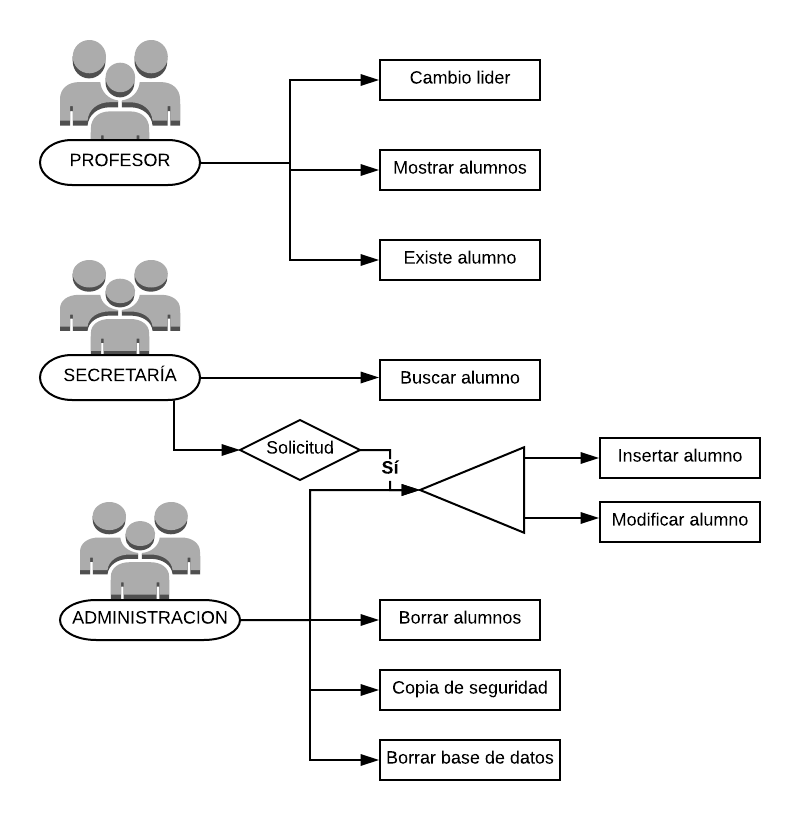 Cambio lider
PROFESOR
Mostrar alumnos
Existe alumno
SECRETARÍA
Buscar alumno
Solicitud
Sí
Insertar alumno
Modificar alumno
ADMINISTRACION
Borrar alumnos
Copia de seguridad
Borrar base de datos